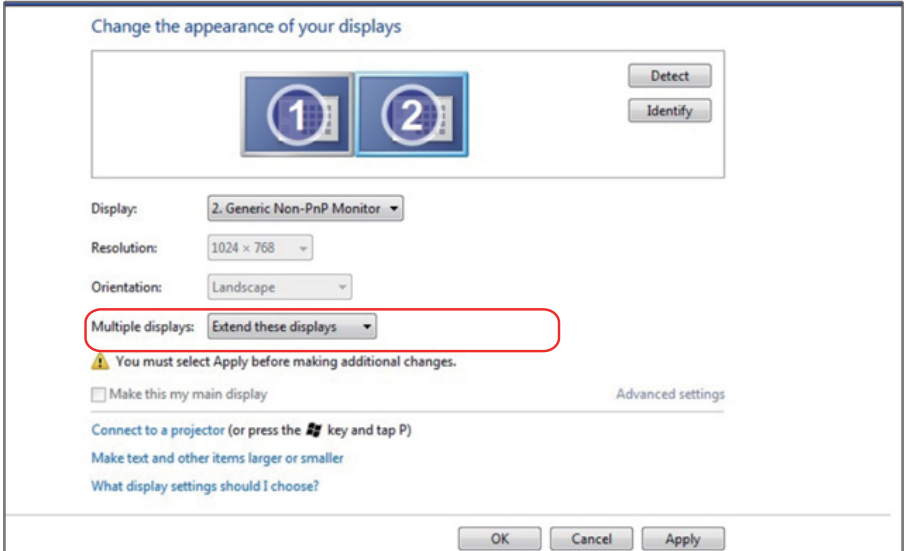 Change the appearance of your displays
1 2
Detect
Identify
Display: 2. Generic Non-PnP Monitor
Resolution: 1024 × 768
Orientation: Landscape
Multiple displays: Extend these displays
You must select Apply before making additional changes.
Make this my main display Advanced settings
Connect to a projector (or press the key and tap P)
Make text and other items larger or smaller
What display settings should I choose?
OK Cancel Apply